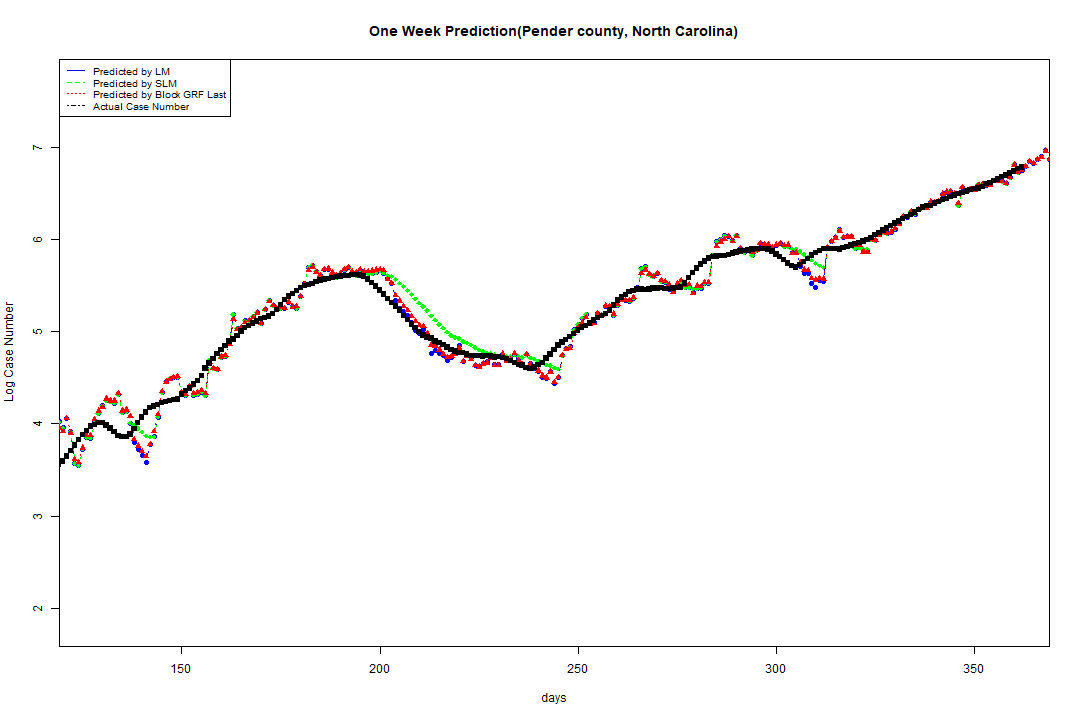 One Week Prediction(Pender county, North Carolina)
Predicted by LM
Predicted by SLM
Predicted by Block GRF Last
Actual Case Number
7
6
5
4
3
2
Log Case Number
150
200
250
300
350
days